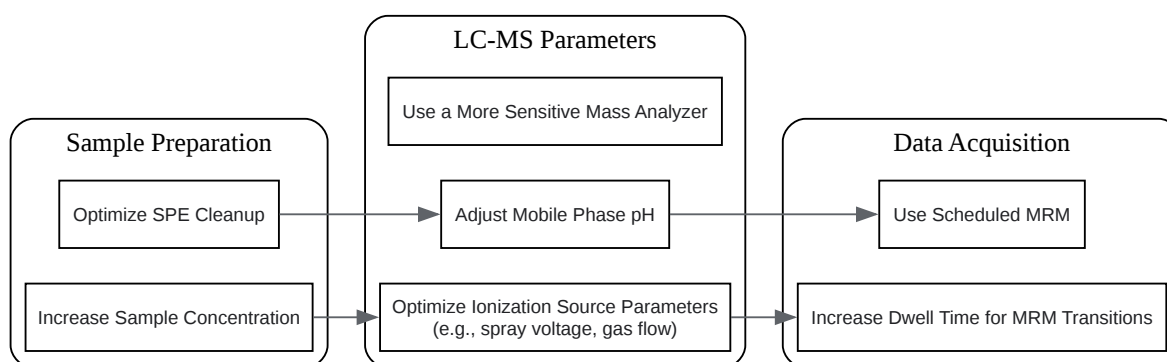 Sample Preparation
Optimize SPE Cleanup
Increase Sample Concentration
LC-MS Parameters
Use a More Sensitive Mass Analyzer
Adjust Mobile Phase pH
Optimize Ionization Source Parameters
(e.g., spray voltage, gas flow)
Data Acquisition
Use Scheduled MRM
Increase Dwell Time for MRM Transitions